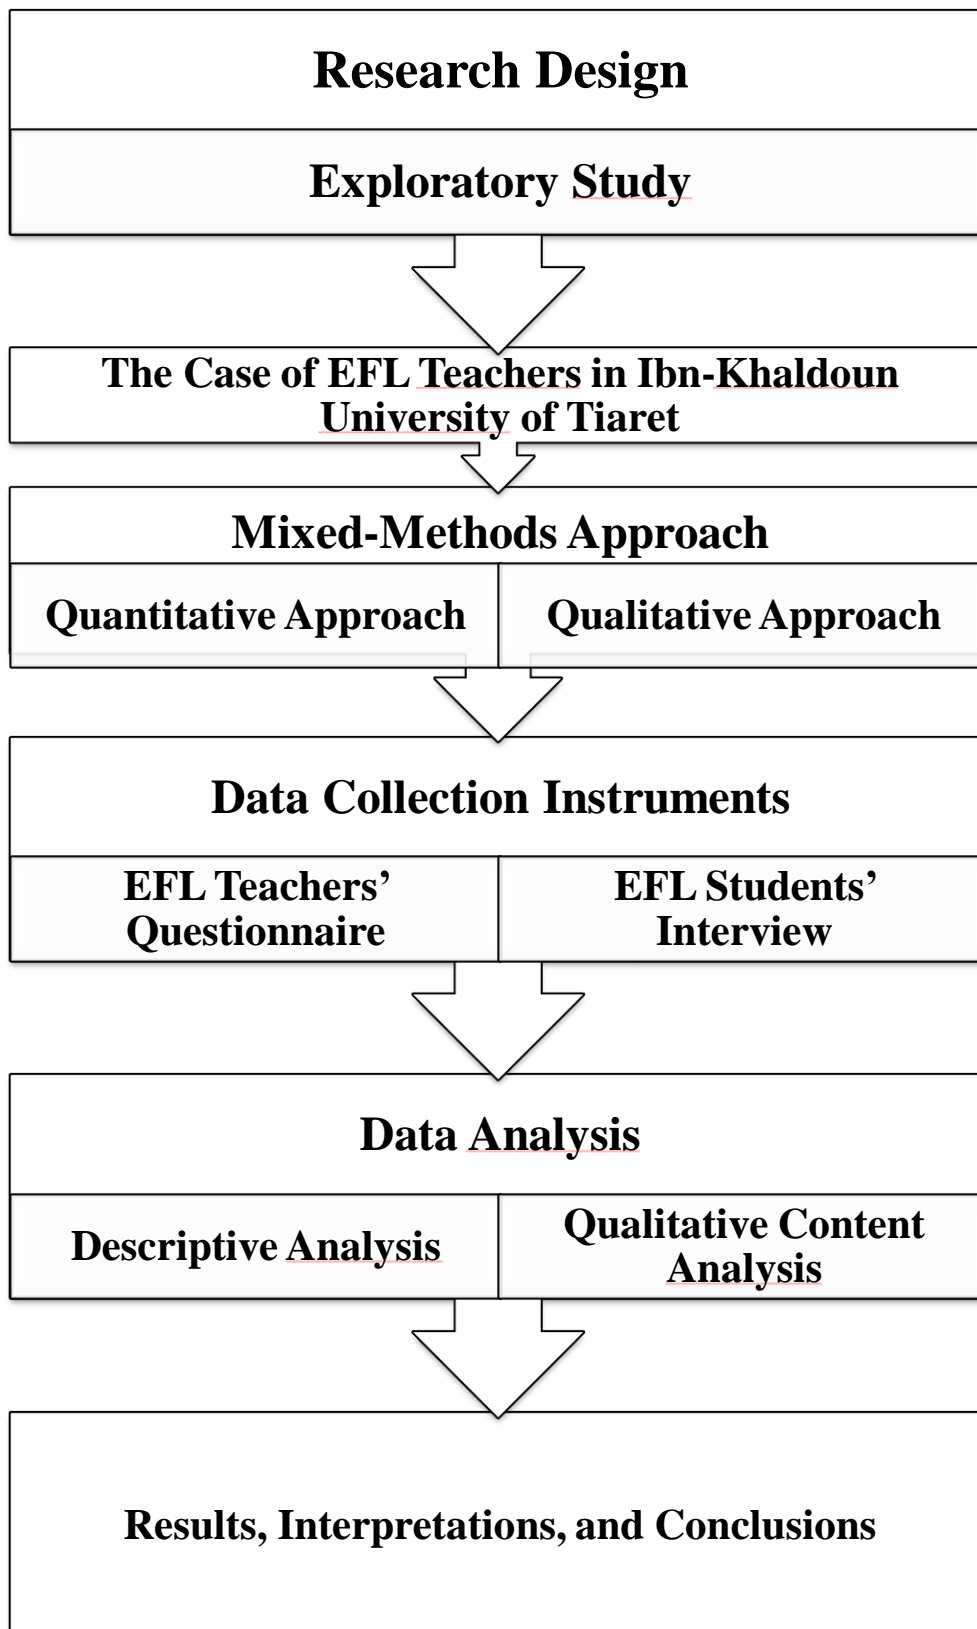 Research Design
Exploratory Study
The Case of EFL Teachers in Ibn-Khaldoun
University of Tiaret
Mixed-Methods Approach
Quantitative Approach
Qualitative Approach
Data Collection Instruments
EFL Teachers’
Questionnaire
EFL Students’
Interview
Data Analysis
Descriptive Analysis
Qualitative Content
Analysis
Results, Interpretations, and Conclusions